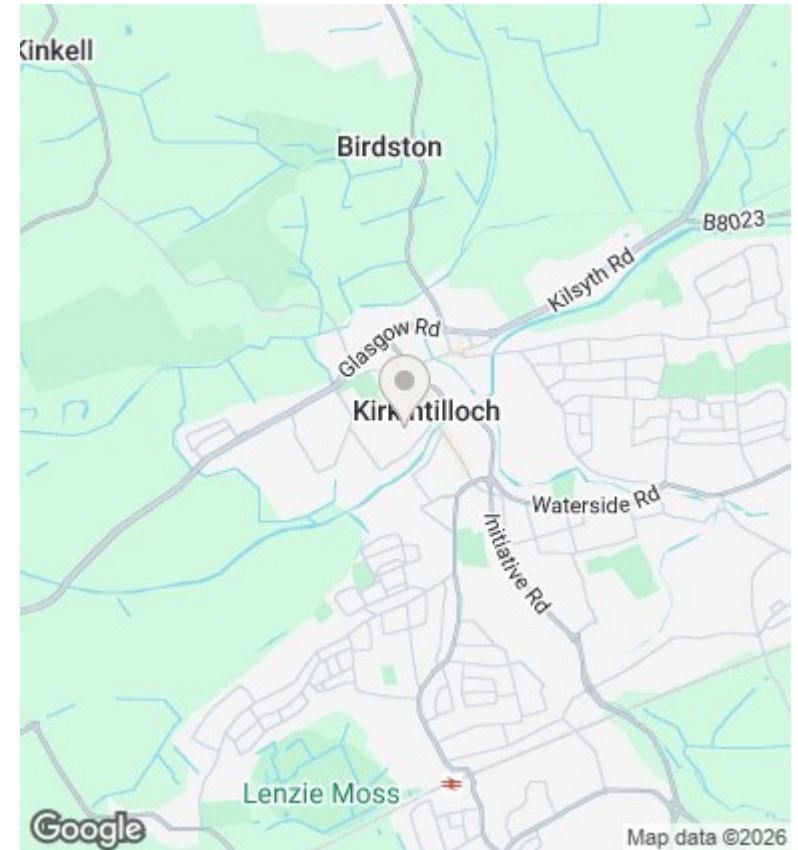 Kinkell
Birdston
B8023
Kilsyth Rd
Glasgow Rd
Kirkintilloch
Waterside Rd
Initiative Rd
Lenzie Moss
Google
Map data ©2026